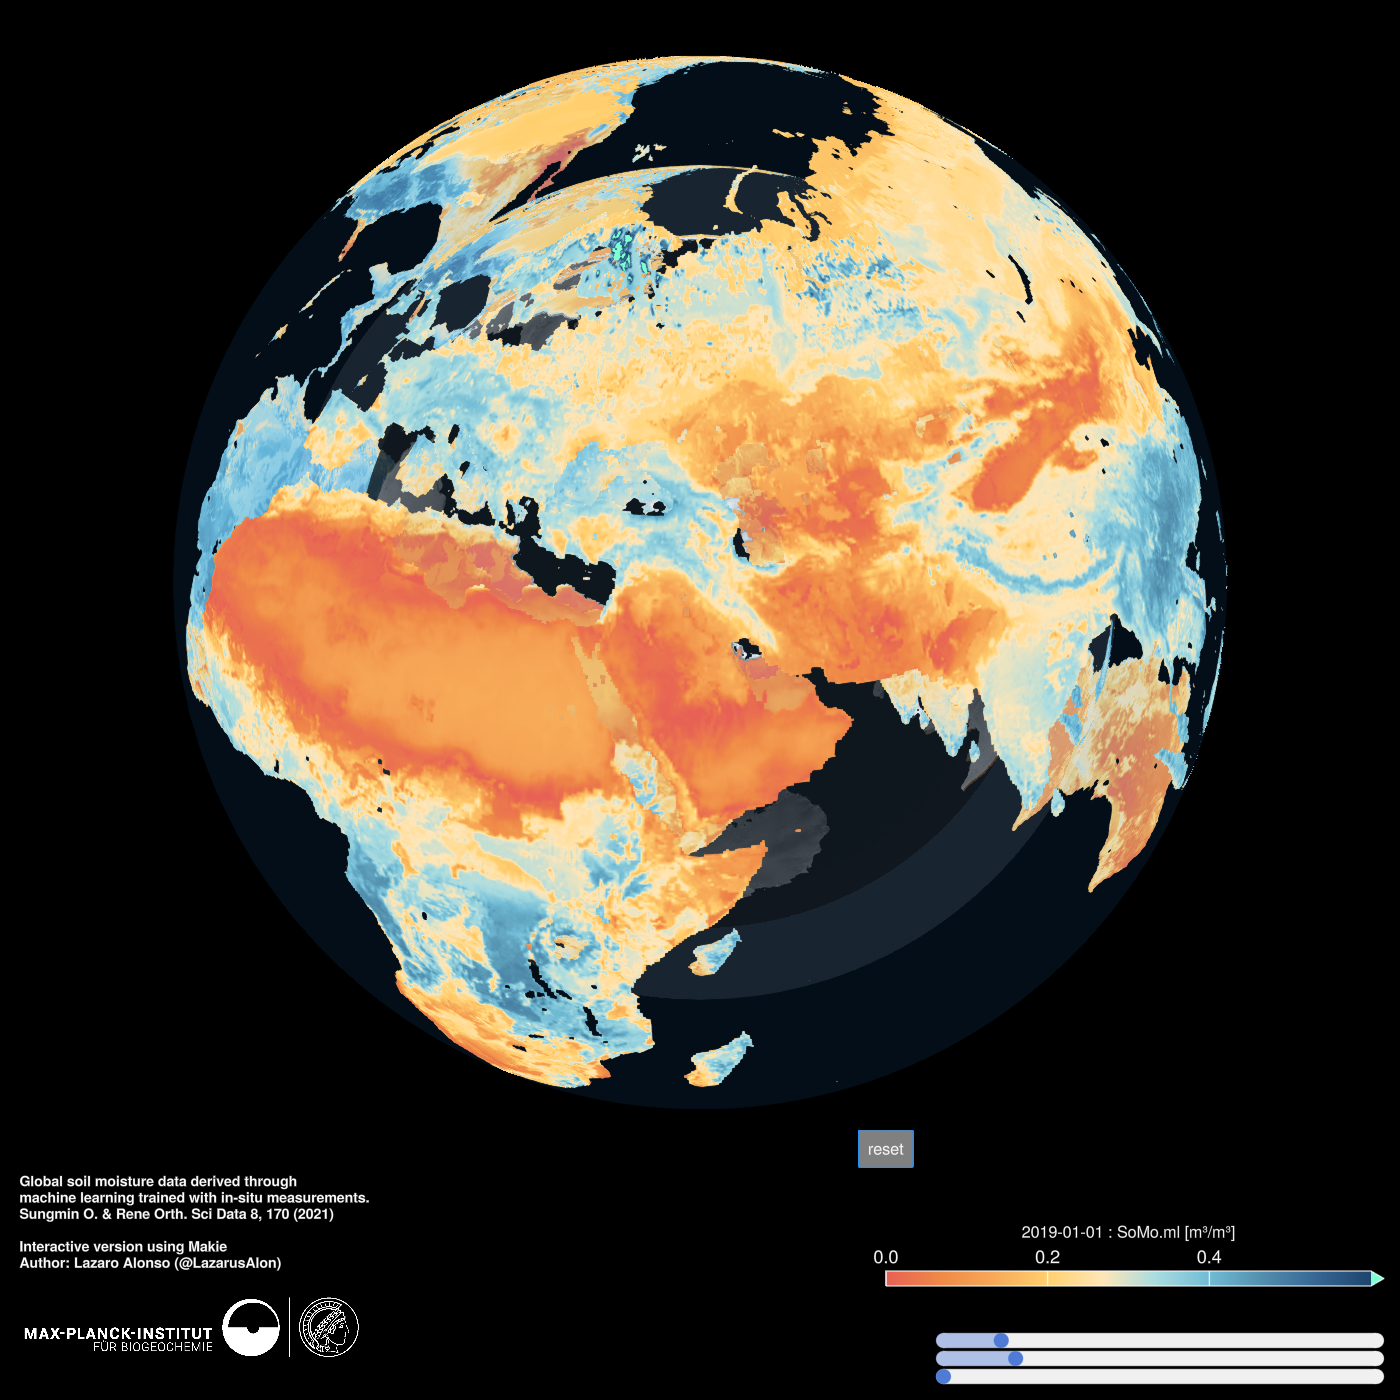 reset
Global soil moisture data derived through
machine learning trained with in-situ measurements.
Sungmin O. & Rene Orth. Sci Data 8, 170 (2021)
Interactive version using Makie
Author: Lazaro Alonso (@LazarusAlon)
MAX-PLANCK-INSTITUT
FÜR BIOGEOCHEMIE
2019-01-01 : SoMo.ml [m³/m³]
0.0 0.2 0.4